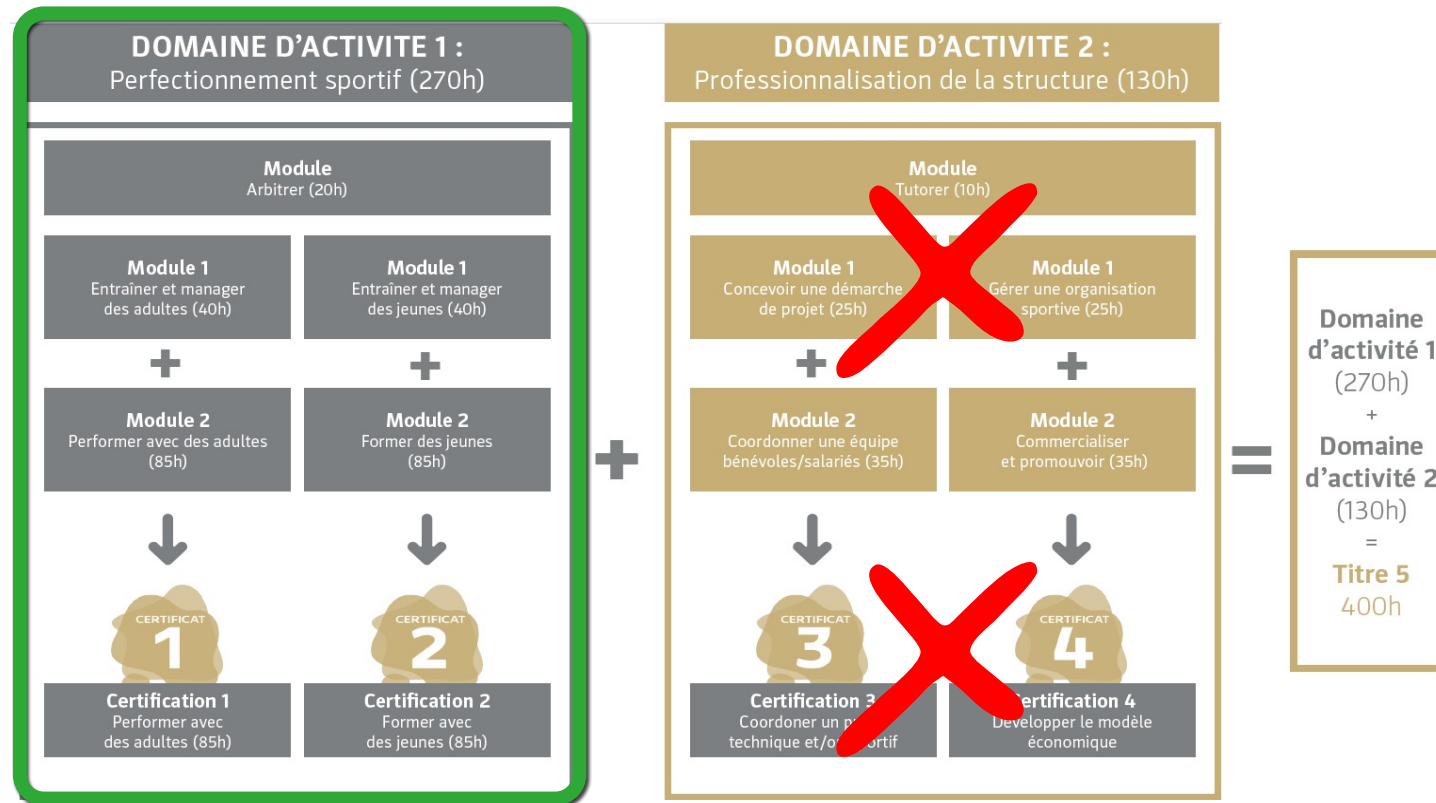 DOMAINE D'ACTIVITE 1 :
Perfectionnement sportif (270h)
Module
Arbitrer (20h)
Module 1
Entraîner et manager
des adultes (40h)
Module 1
Entraîner et manager
des jeunes (40h)
+
+
Module 2
Performer avec des adultes
(85h)
Module 2
Former des jeunes
(85h)
CERTIFICAT
1
CERTIFICAT
2
Certification 1
Performer avec
des adultes (85h)
Certification 2
Former avec
des jeunes (85h)
+
DOMAINE D'ACTIVITE 2 :
Professionnalisation de la structure (130h)
Module
Tutorer (10h)
Module 1
Concevoir une démarche
de projet (25h)
Module 1
Gérer une organisation
sportive (25h)
+
+
Module 2
Coordonner une équipe
bénévoles/salariés (35h)
Module 2
Commercialiser
et promouvoir (35h)
CERTIFICAT
3
CERTIFICAT
4
Certification 3
Coordoner un
technique et/ou
Certification 4
Développer le modèle
économique
=
Domaine
d'activité 1
(270h)
+
Domaine
d'activité 2
(130h)
=
Titre 5
400h